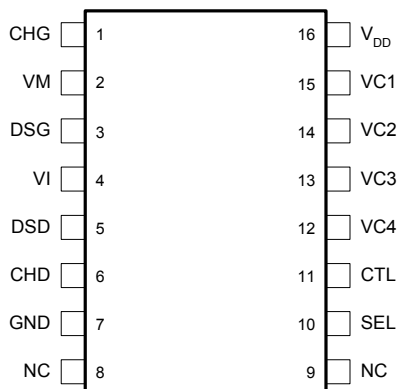 CHG 1 16 VDD
VM 2 15 VC1
DSG 3 14 VC2
VI 4 13 VC3
DSD 5 12 VC4
CHD 6 11 CTL
GND 7 10 SEL
NC 8 9 NC